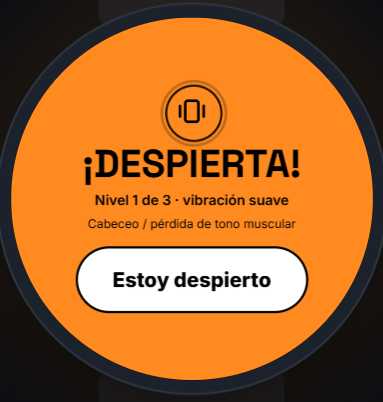 ¡DESPIERTA!
Nivel 1 de 3 · vibración suave
Cabeceo / pérdida de tono muscular
Estoy despierto